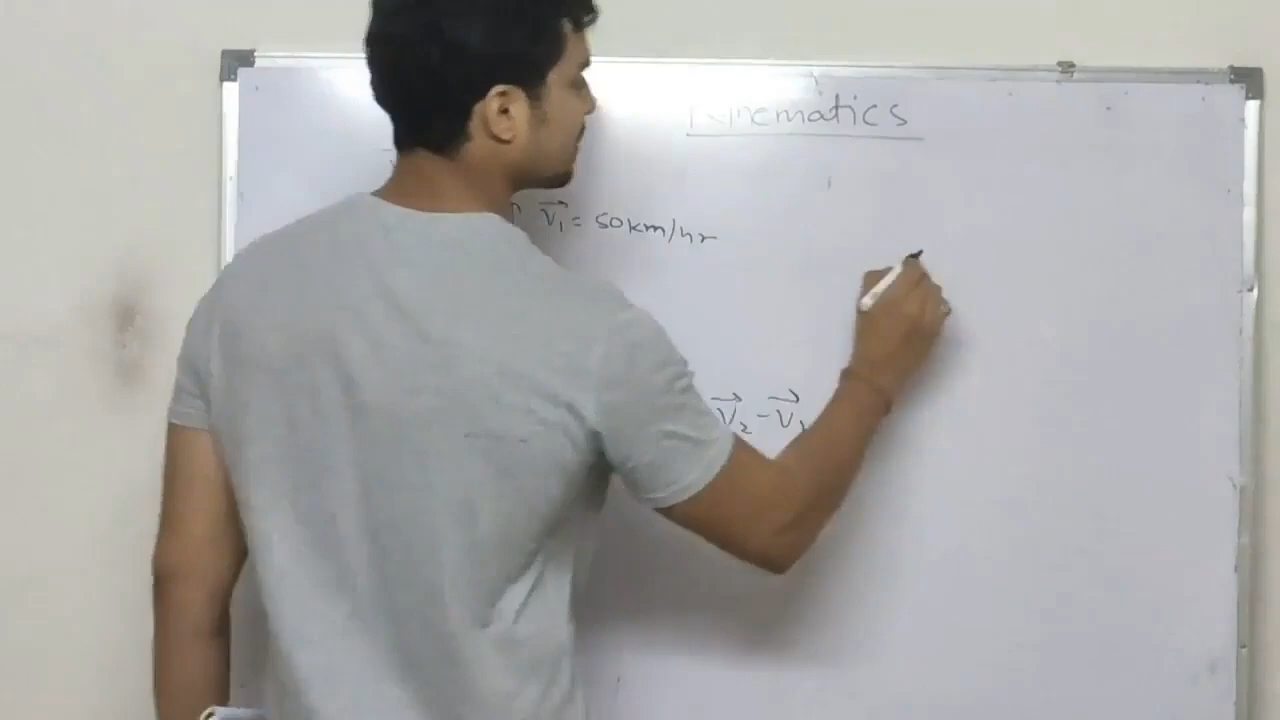 Kinematics
↑ v⃗₁ = 50km/hr
v⃗₂ - v⃗₁